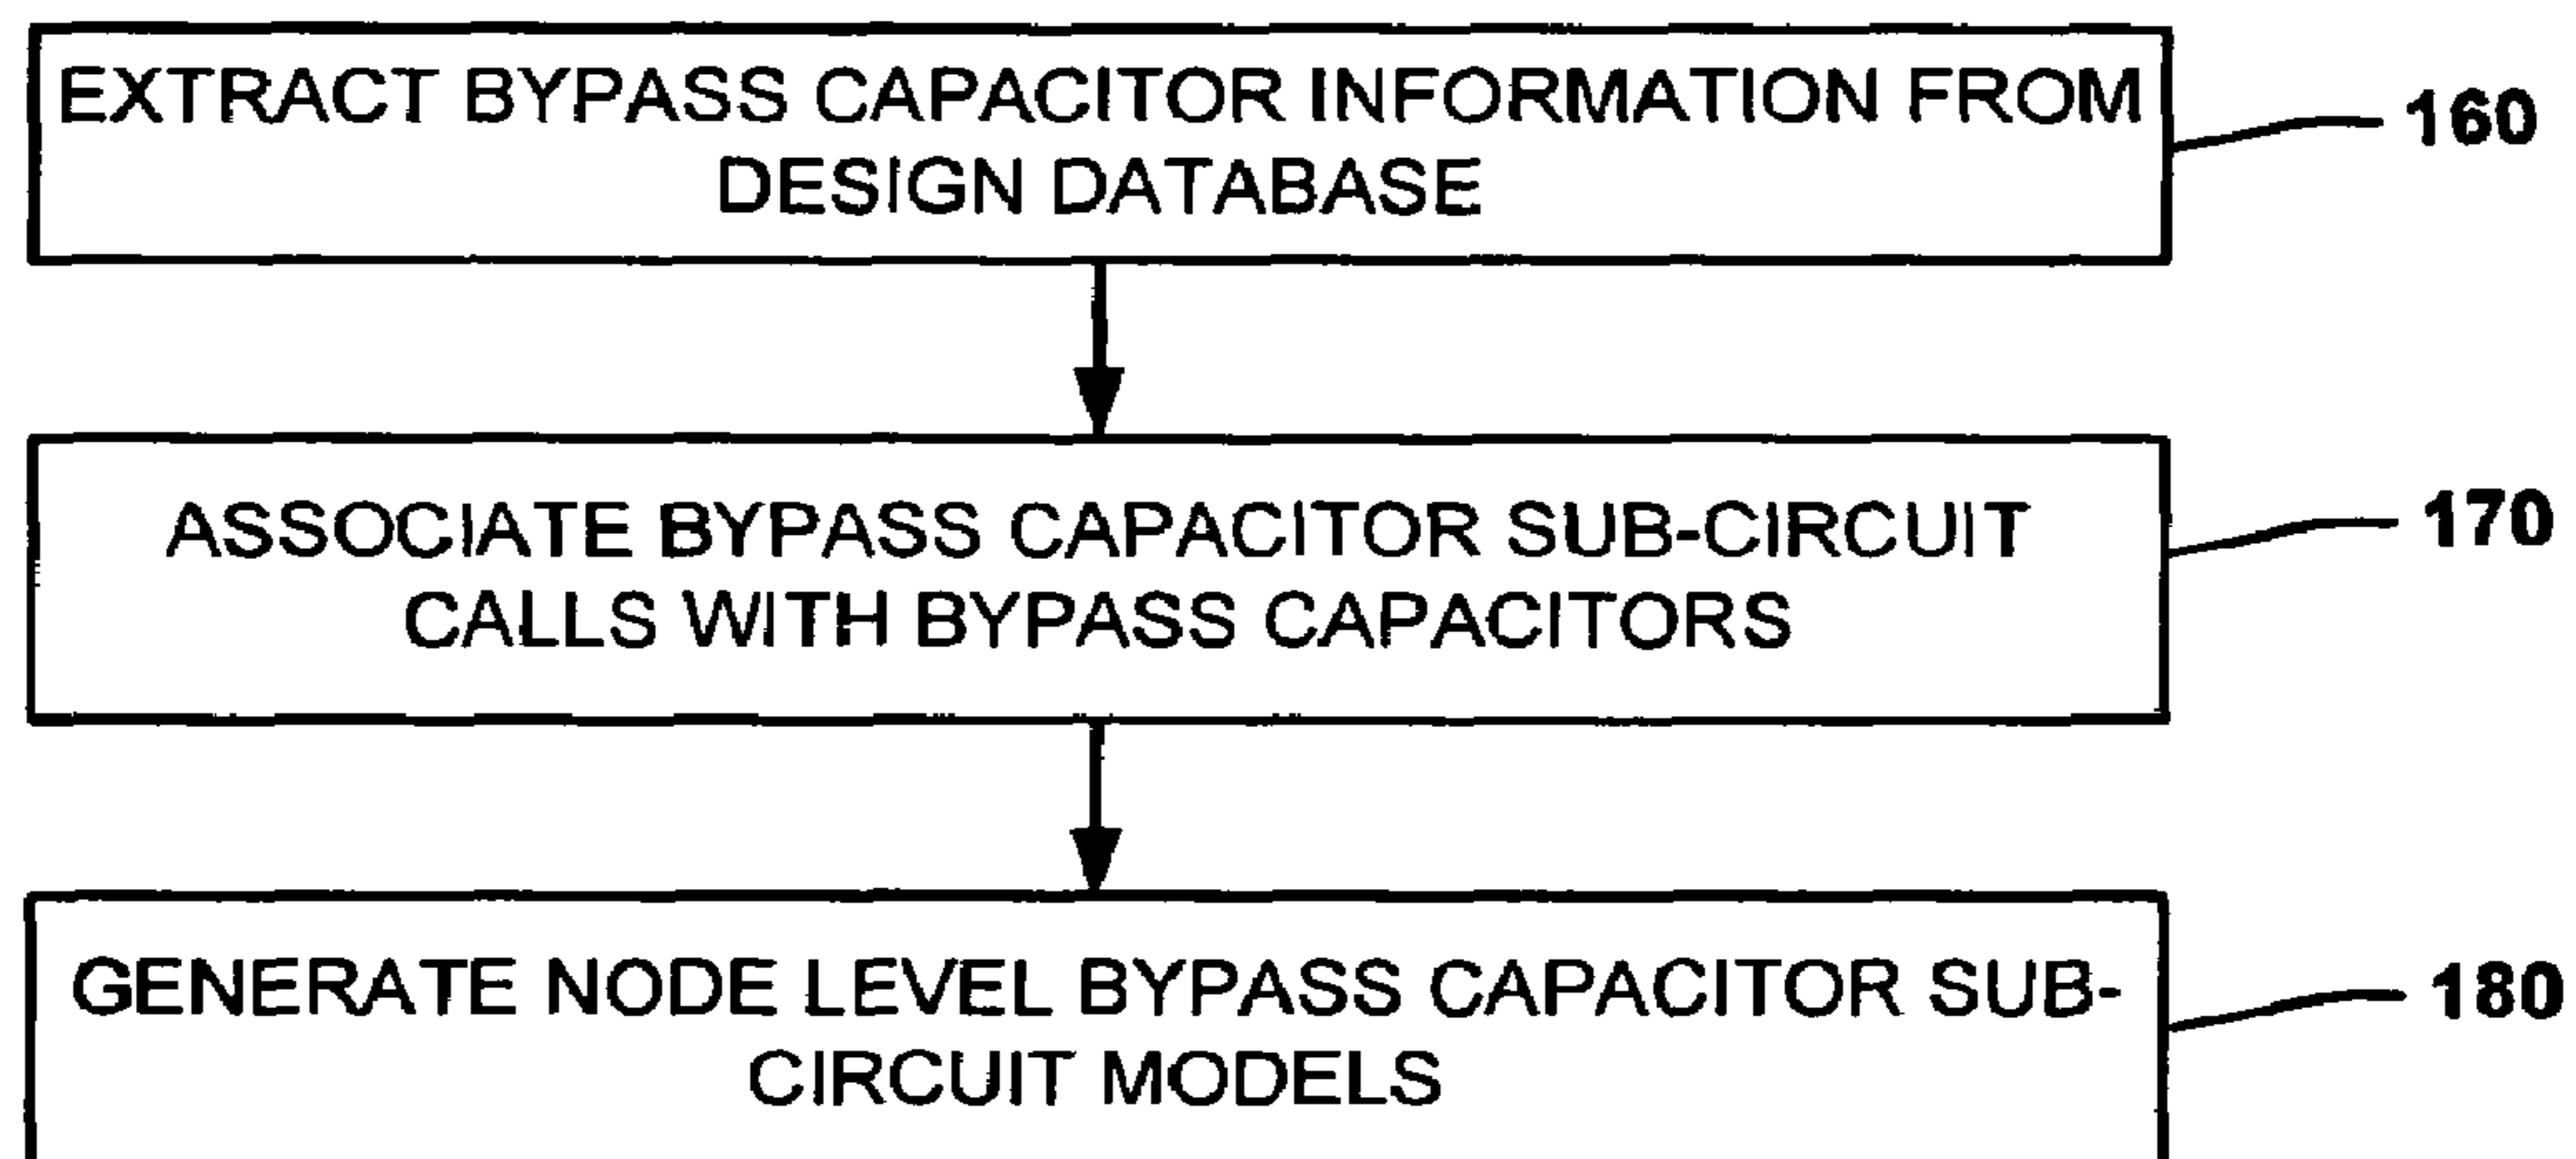 EXTRACT BYPASS CAPACITOR INFORMATION FROM
DESIGN DATABASE
160
ASSOCIATE BYPASS CAPACITOR SUB-CIRCUIT
CALLS WITH BYPASS CAPACITORS
170
GENERATE NODE LEVEL BYPASS CAPACITOR SUB-
CIRCUIT MODELS
180